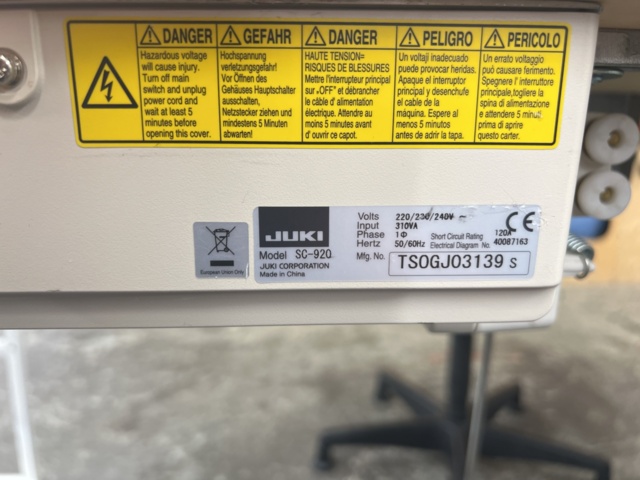 DANGER
Hazardous voltage
will cause injury.
Turn off main
switch and unplug
power cord and
wait at least 5
minutes before
opening this cover.
GEFAHR
Hochspannung
verletzungsgefahr!
Vor Öffnen des
Gehäuses Hauptschalter
ausschalten,
Netzstecker ziehen und
mindestens 5 Minuten
abwarten!
DANGER
HAUTE TENSION=
RISQUES DE BLESSURES
Mettre l'interrupteur principal
sur «OFF" et débrancher
le câble d' alimentation
électrique. Attendre au
moins 5 minutes avant
d' ouvrir ce capot.
PELIGRO
Un voltaji inadecuado
puede provocar heridas.
Apaque el interruptor
principal y desenchufe
el cable de la
máquina. Espere al
menos 5 minutos
antes de adrir la tapa.
PERICOLO
Un errato voltaggio
può causare ferimento.
Spegnere l' interruttore
principale,togliere la
spina di alimentazione
e attendere 5 minuti
prima di aprire
questo carter.
European Union Only
JUKI
Model SC-920
JUKI CORPORATION
Made in China
Volts 220/230/240V ~
Input 310VA
Phase 1Φ Short Circuit Rating 120A
Hertz 50/60Hz Electrical Diagram No. 40087163
Mfg. No. TS0GJ03139 S
CE